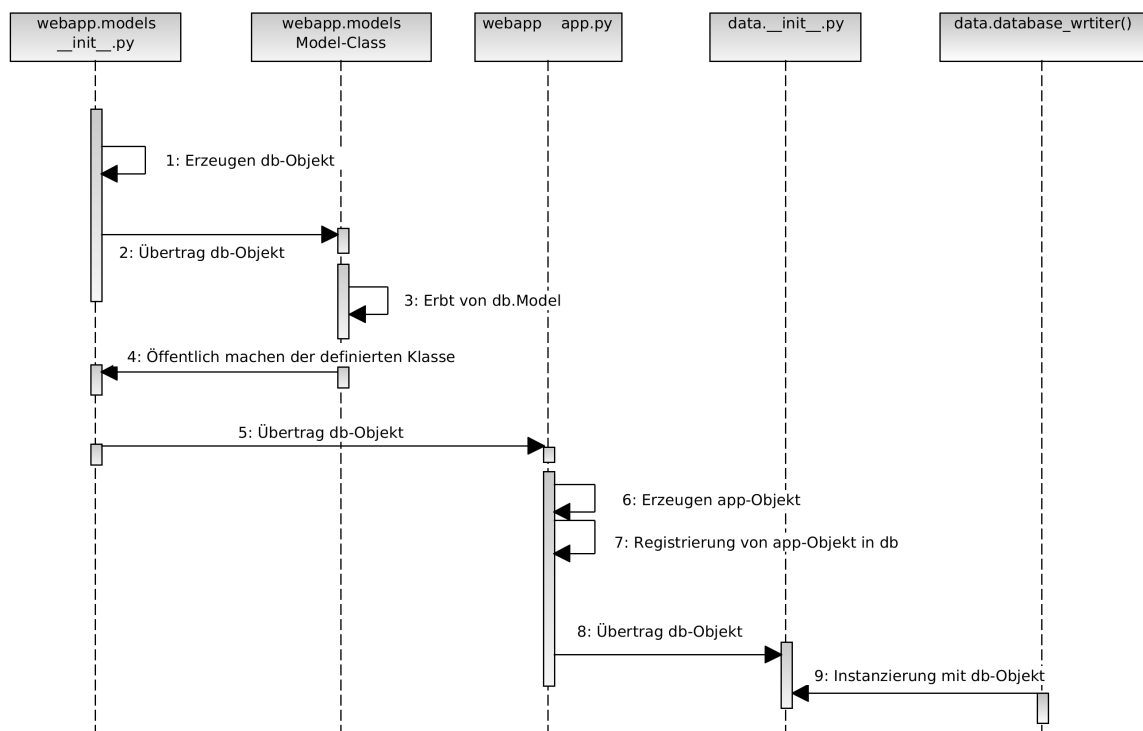 webapp.models
__init__.py
webapp.models
Model-Class
webapp app.py
data.__init__.py
data.database_wrtiter()
1: Erzeugen db-Objekt
2: Übertrag db-Objekt
3: Erbt von db.Model
4: Öffentlich machen der definierten Klasse
5: Übertrag db-Objekt
6: Erzeugen app-Objekt
7: Registrierung von app-Objekt in db
8: Übertrag db-Objekt
9: Instanzierung mit db-Objekt